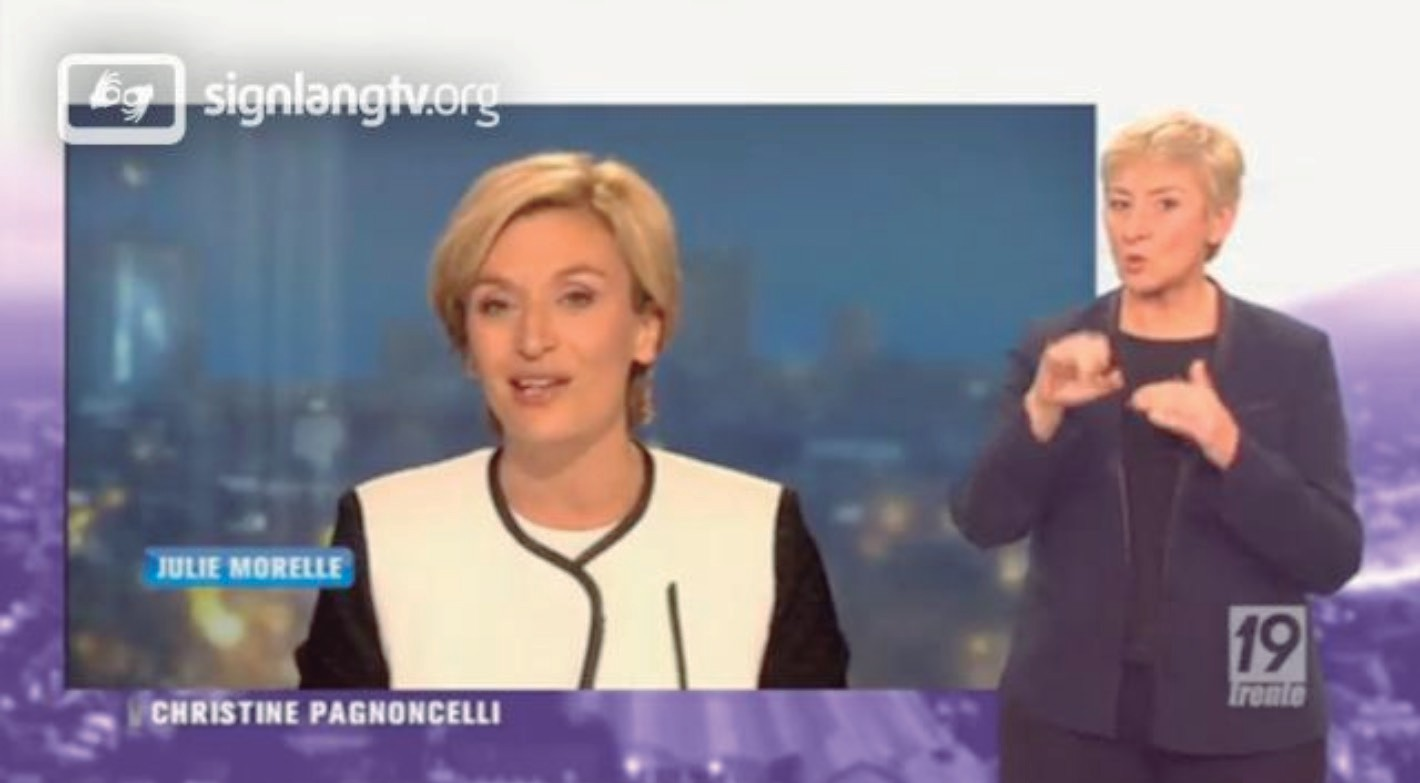 signlangtv.org
JULIE MORELLE
CHRISTINE PAGNONCELLI
19
trente